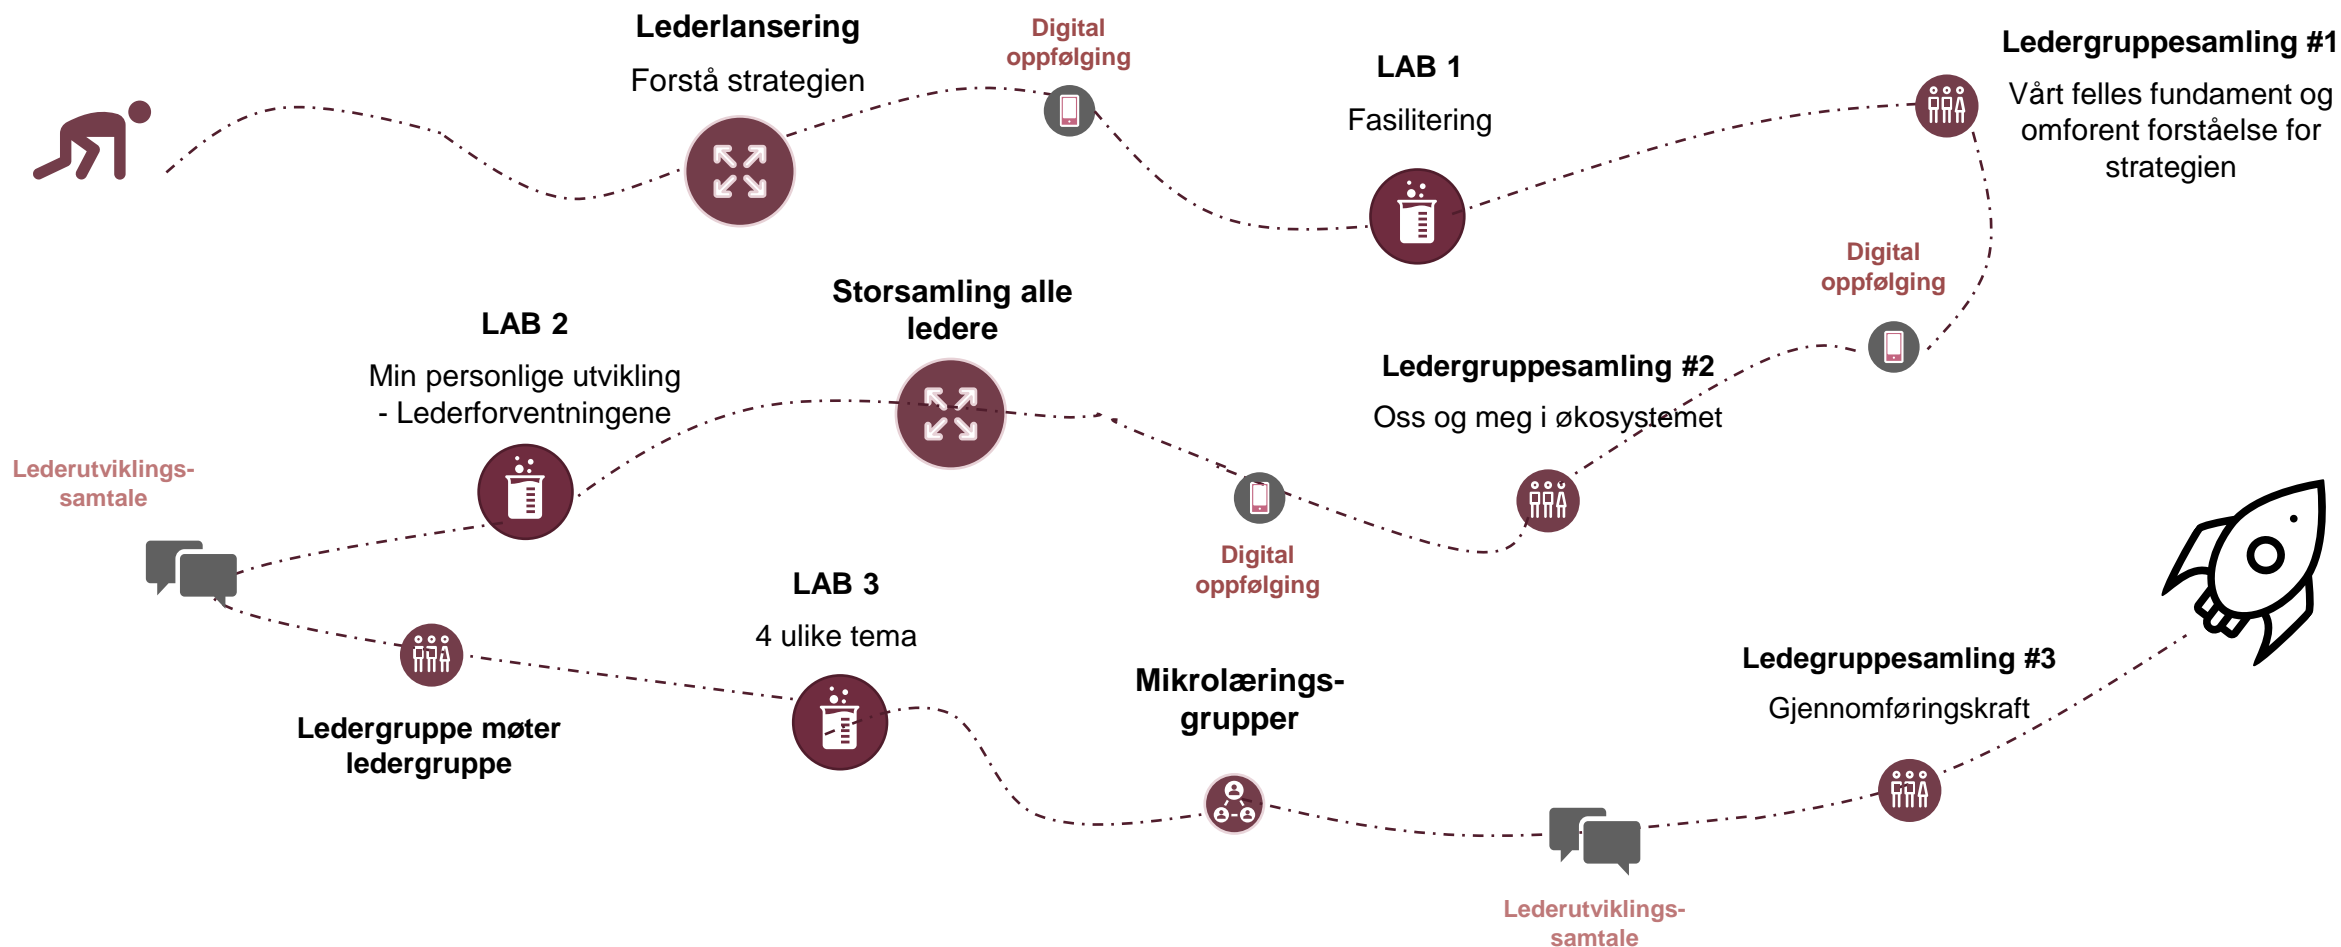 Lederlansering
Forstå strategien
Digital
oppfølging
LAB 1
Fasilitering
Ledergruppesamling #1
Vårt felles fundament og
omforent forståelse for
strategien
Digital
oppfølging
Ledergruppesamling #2
Oss og meg i økosystemet
Digital
oppfølging
Storsamling alle
ledere
LAB 2
Min personlige utvikling
- Lederforventningene
Lederutviklings-
samtale
Ledergruppe møter
ledergruppe
LAB 3
4 ulike tema
Mikrolærings-
grupper
Lederutviklings-
samtale
Ledegruppesamling #3
Gjennomføringskraft